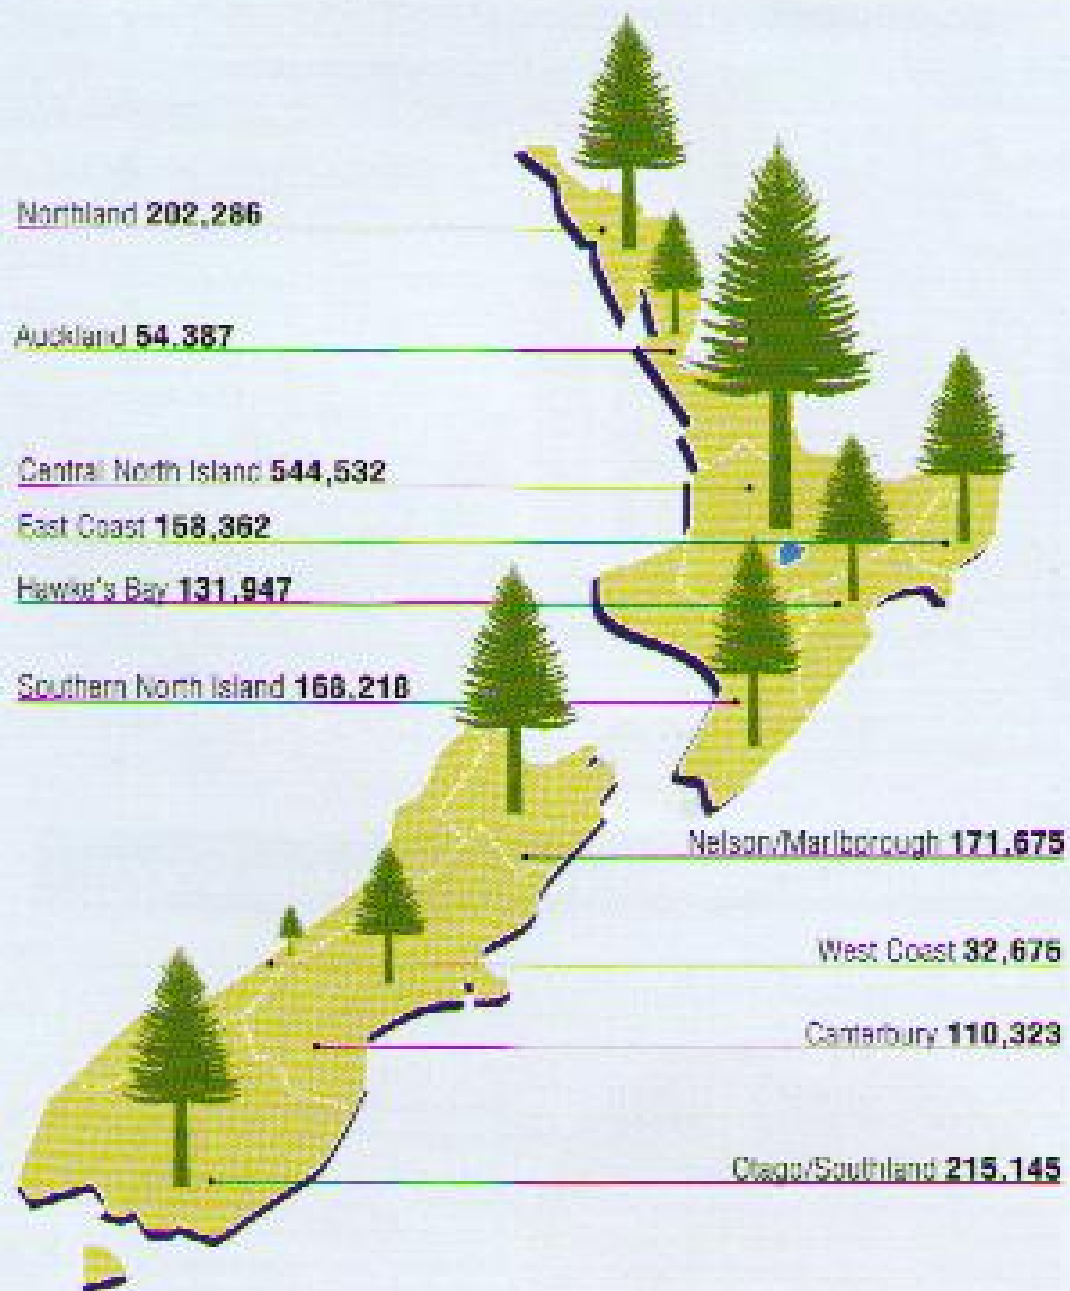 Northland 202,286
Auckland 54,387
Central North Island 544,532
East Coast 158,362
Hawke's Bay 131,947
Southern North Island 168,218
Nelson/Marlborough 171,675
West Coast 32,675
Canterbury 110,323
Otago/Southland 215,145